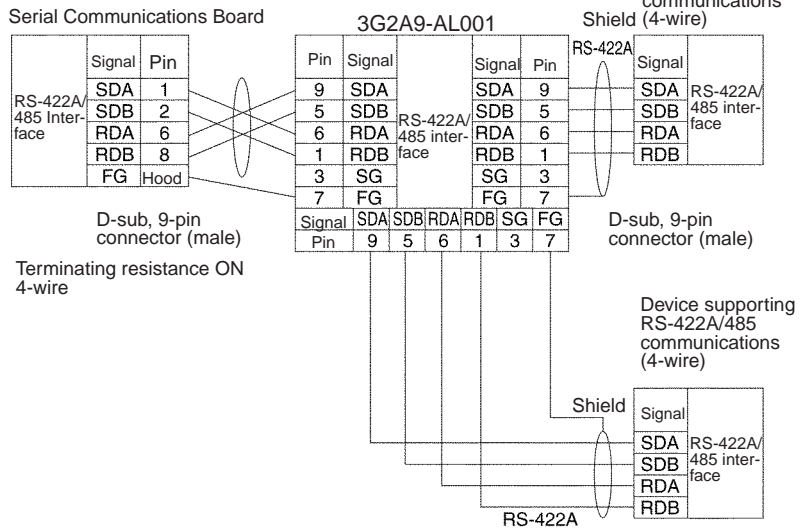 communications
(4-wire)
Serial Communications Board
3G2A9-AL001
Shield
RS-422A
Signal Pin
SDA 1
SDB 2
RDA 6
RDB 8
FG Hood
RS-422A/
485 Inter-
face
Pin Signal
9 SDA
5 SDB
6 RDA
1 RDB
3 SG
7 FG
RS-422A/
485 inter-
face
Signal Pin
SDA 9
SDB 5
RDA 6
RDB 1
SG 3
FG 7
Signal SDA SDB RDA RDB SG FG
Pin 9 5 6 1 3 7
Signal
SDA
SDB
RDA
RDB
RS-422A/
485 inter-
face
D-sub, 9-pin
connector (male)
Terminating resistance ON
4-wire
D-sub, 9-pin
connector (male)
Device supporting
RS-422A/485
communications
(4-wire)
Shield
Signal
SDA
SDB
RDA
RDB
RS-422A/
485 inter-
face
RS-422A